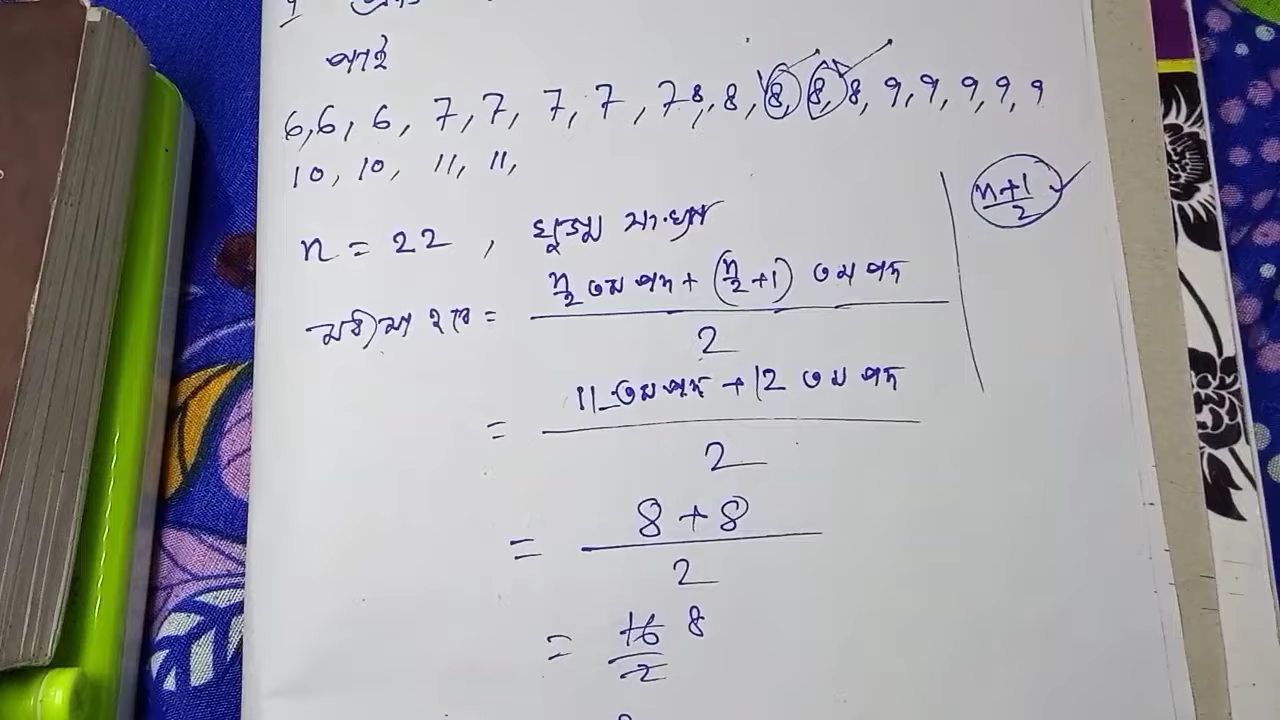 পাই
6, 6, 6, 7, 7, 7, 7, 7 8, 8, 8, 8, 8, 9, 9, 9, 9, 9
10, 10, 11, 11,
n = 22, যুগ্ম সংখ্যা
n+1/2
মধ্যমা হবে = n/2 তম পদ + (n/2 + 1) তম পদ / 2
= 11 তম পদ + 12 তম পদ / 2
= 8 + 8 / 2
= 16/2 8